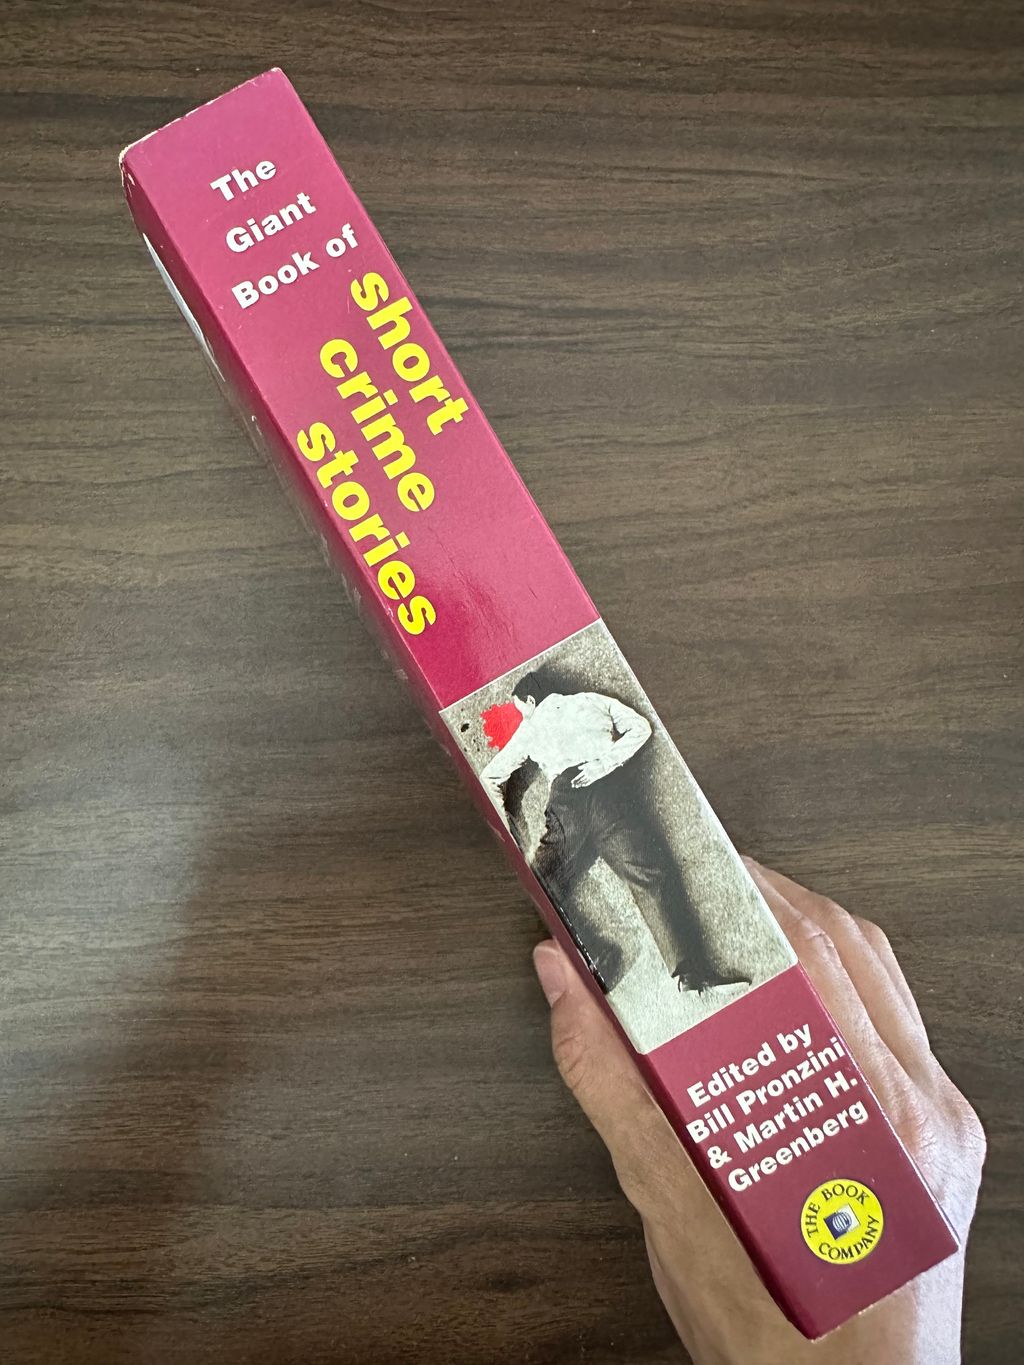 The
Giant
Book of
short
crime
stories
Edited by
Bill Pronzini
& Martin H.
Greenberg
THE BOOK
COMPANY